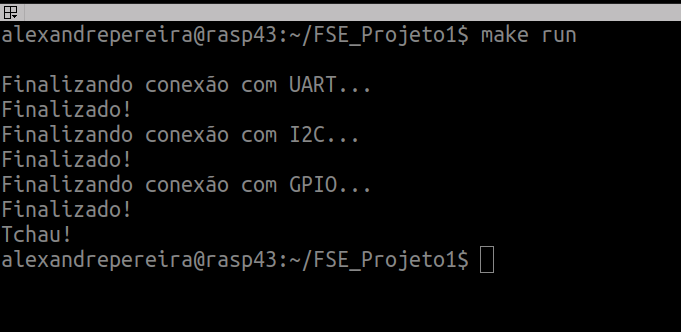 alexandrepereira@rasp43:~/FSE_Projeto1$ make run
Finalizando conexão com UART...
Finalizado!
Finalizando conexão com I2C...
Finalizado!
Finalizando conexão com GPIO...
Finalizado!
Tchau!
alexandrepereira@rasp43:~/FSE_Projeto1$